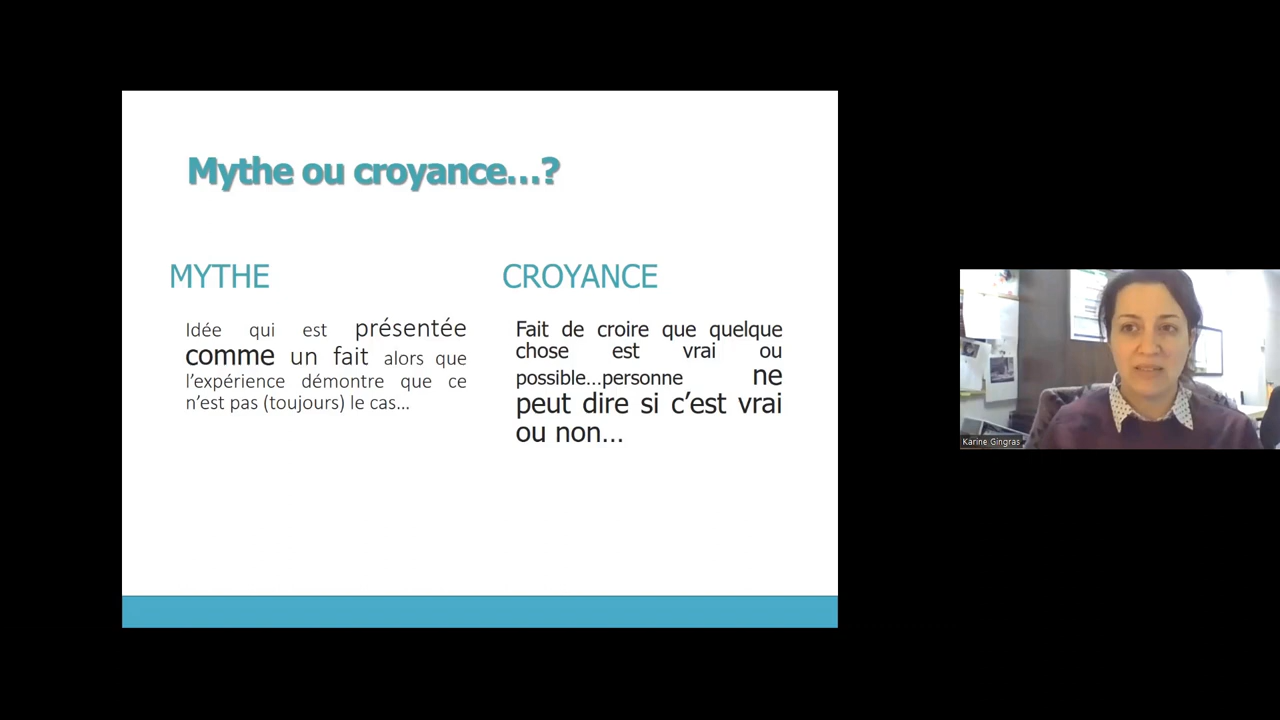 Mythe ou croyance…?
MYTHE
Idée qui est présentée
comme un fait alors que
l’expérience démontre que ce
n’est pas (toujours) le cas…
CROYANCE
Fait de croire que quelque
chose est vrai ou
possible…personne ne
peut dire si c’est vrai
ou non…
Karine Gingras